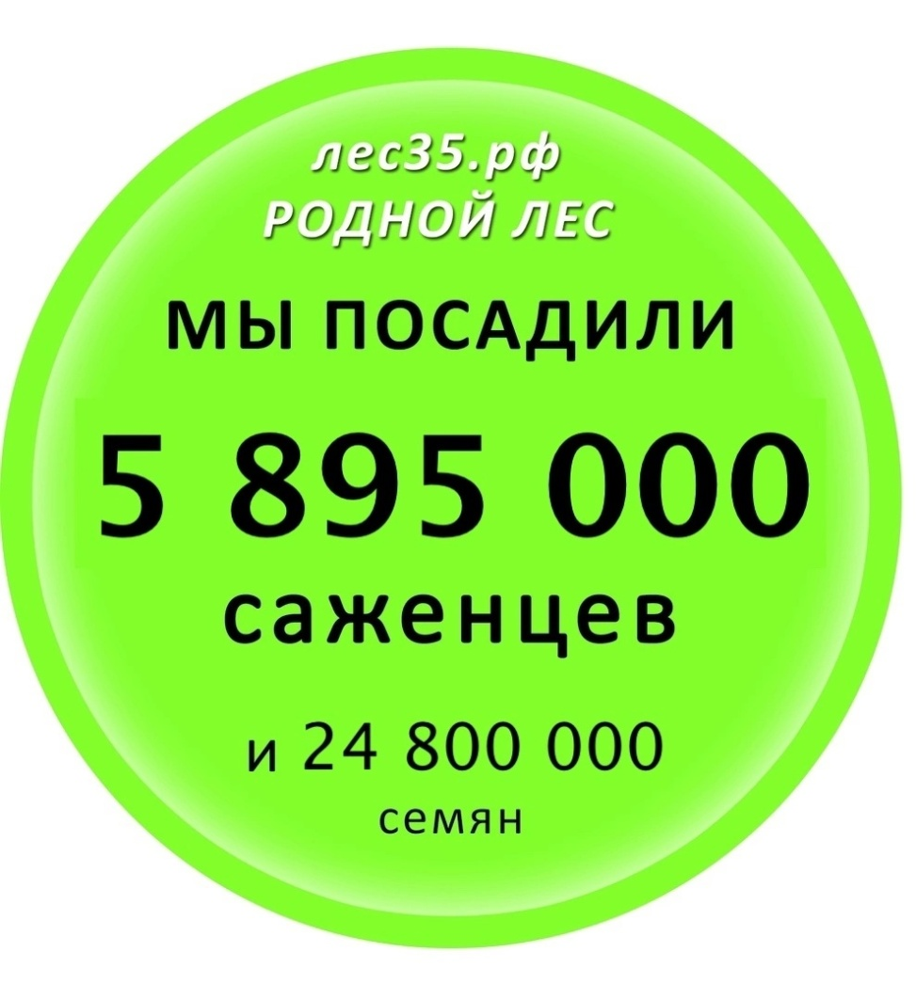 лес35.рф
РОДНОЙ ЛЕС
МЫ ПОСАДИЛИ
5 895 000
саженцев
и 24 800 000
семян